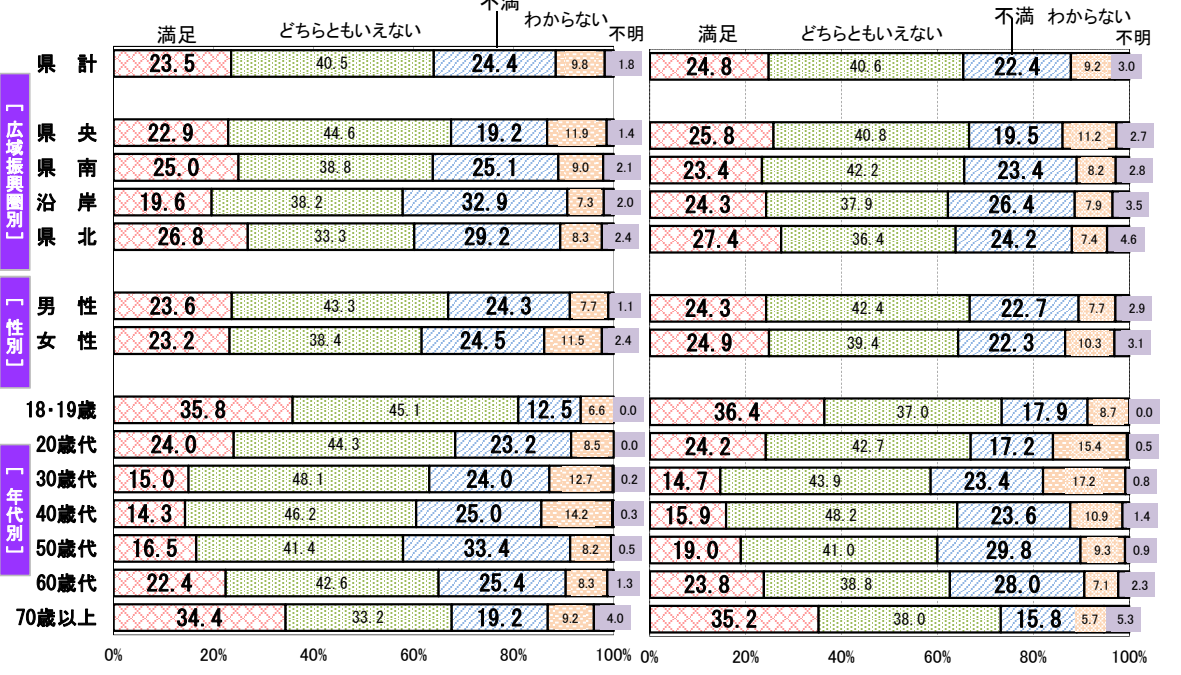 満足 どちらともいえない 不満 わからない 不明
満足 どちらともいえない 不満 わからない 不明
県 計 23.5 40.5 24.4 9.8 1.8 24.8 40.6 22.4 9.2 3.0
[広域振興圏別]
県 央 22.9 44.6 19.2 11.9 1.4 25.8 40.8 19.5 11.2 2.7
県 南 25.0 38.8 25.1 9.0 2.1 23.4 42.2 23.4 8.2 2.8
沿 岸 19.6 38.2 32.9 7.3 2.0 24.3 37.9 26.4 7.9 3.5
県 北 26.8 33.3 29.2 8.3 2.4 27.4 36.4 24.2 7.4 4.6
[性別]
男 性 23.6 43.3 24.3 7.7 1.1 24.3 42.4 22.7 7.7 2.9
女 性 23.2 38.4 24.5 11.5 2.4 24.9 39.4 22.3 10.3 3.1
[年代別]
18・19歳 35.8 45.1 12.5 6.6 0.0 36.4 37.0 17.9 8.7 0.0
20歳代 24.0 44.3 23.2 8.5 0.0 24.2 42.7 17.2 15.4 0.5
30歳代 15.0 48.1 24.0 12.7 0.2 14.7 43.9 23.4 17.2 0.8
40歳代 14.3 46.2 25.0 14.2 0.3 15.9 48.2 23.6 10.9 1.4
50歳代 16.5 41.4 33.4 8.2 0.5 19.0 41.0 29.8 9.3 0.9
60歳代 22.4 42.6 25.4 8.3 1.3 23.8 38.8 28.0 7.1 2.3
70歳以上 34.4 33.2 19.2 9.2 4.0 35.2 38.0 15.8 5.7 5.3
0% 20% 40% 60% 80% 100% 0% 20% 40% 60% 80% 100%